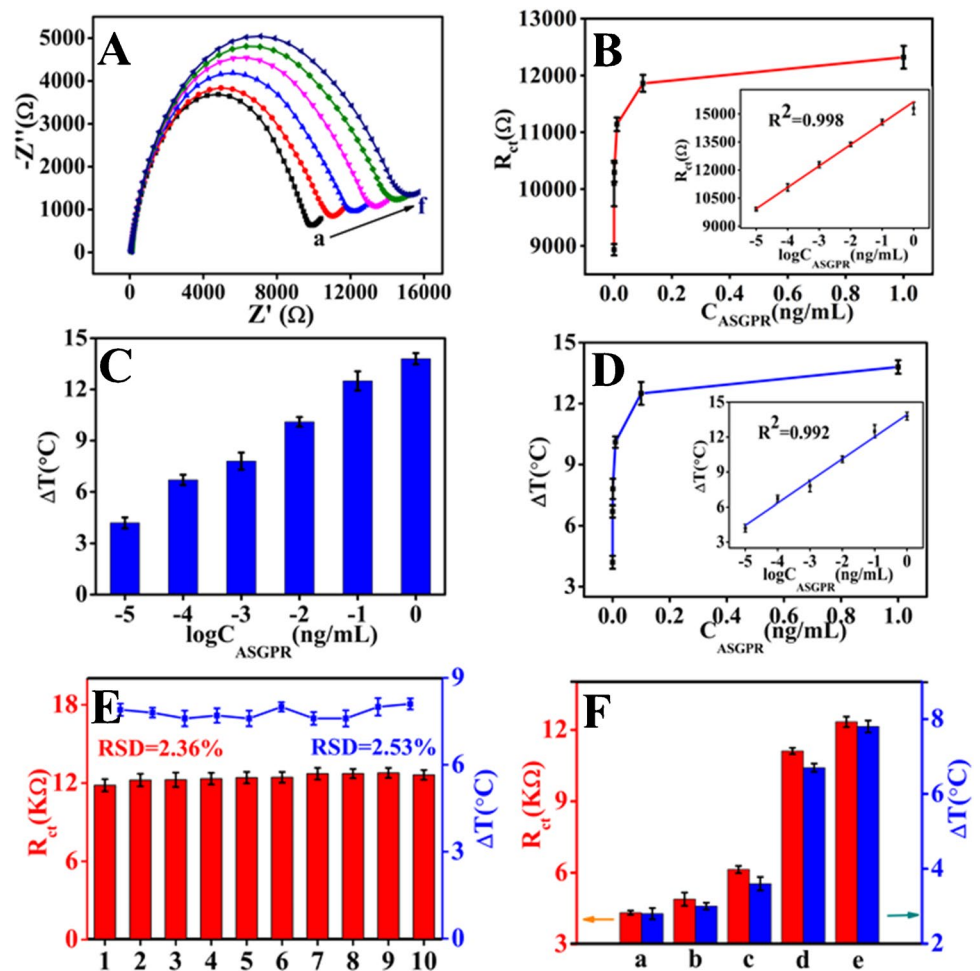 A
5000
4000
3000
2000
1000
0
-Z''(Ω)
a
f
0 4000 8000 12000 16000
Z' (Ω)
B
13000
12000
11000
10000
9000
Rct(Ω)
R2=0.998
15000
13500
12000
10500
9000
Rct(Ω)
-5 -4 -3 -2 -1 0
logCASGPR(ng/mL)
0.0 0.2 0.4 0.6 0.8 1.0
CASGPR(ng/mL)
C
15
12
9
6
3
0
ΔT(°C)
-5 -4 -3 -2 -1 0
logCASGPR(ng/mL)
D
15
12
9
6
3
ΔT(°C)
R2=0.992
15
12
9
6
3
ΔT(°C)
-5 -4 -3 -2 -1 0
logCASGPR(ng/mL)
0.0 0.2 0.4 0.6 0.8 1.0
CASGPR(ng/mL)
E
18
12
6
0
Rct(KΩ)
RSD=2.36% RSD=2.53%
9
6
3
0
ΔT(°C)
1 2 3 4 5 6 7 8 9 10
F
12
9
6
3
Rct(KΩ)
8
6
4
2
ΔT(°C)
a b c d e